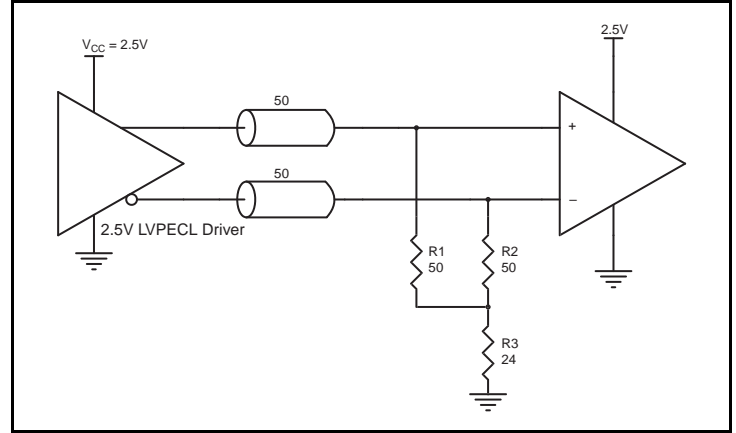 V_CC = 2.5V
2.5V
50
+
50
−
2.5V LVPECL Driver
R1
50
R2
50
R3
24